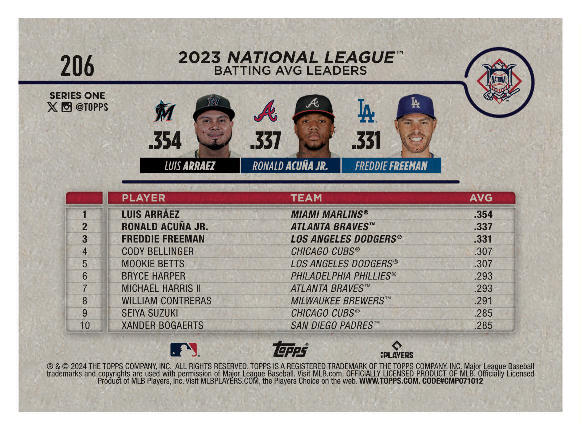 206
2023 NATIONAL LEAGUE™
BATTING AVG LEADERS
SERIES ONE
@TOPPS
.354 .337 LA .331
LUIS ARRAEZ RONALD ACUÑA JR. FREDDIE FREEMAN
PLAYER TEAM AVG
1 LUIS ARRÁEZ MIAMI MARLINS® .354
2 RONALD ACUÑA JR. ATLANTA BRAVES™ .337
3 FREDDIE FREEMAN LOS ANGELES DODGERS® .331
4 CODY BELLINGER CHICAGO CUBS® .307
5 MOOKIE BETTS LOS ANGELES DODGERS® .307
6 BRYCE HARPER PHILADELPHIA PHILLIES® .293
7 MICHAEL HARRIS II ATLANTA BRAVES™ .293
8 WILLIAM CONTRERAS MILWAUKEE BREWERS™ .291
9 SEIYA SUZUKI CHICAGO CUBS® .285
10 XANDER BOGAERTS SAN DIEGO PADRES™ .285
Topps PLAYERS
® & © 2024 THE TOPPS COMPANY, INC. ALL RIGHTS RESERVED. TOPPS IS A REGISTERED TRADEMARK OF THE TOPPS COMPANY, INC. Major League Baseball
trademarks and copyrights are used with permission of Major League Baseball. Visit MLB.com. OFFICIALLY LICENSED PRODUCT OF MLB. Officially Licensed
Product of MLB Players, Inc. Visit MLBPLAYERS.COM, the Players Choice on the web. WWW.TOPPS.COM. CODE#CMP071012